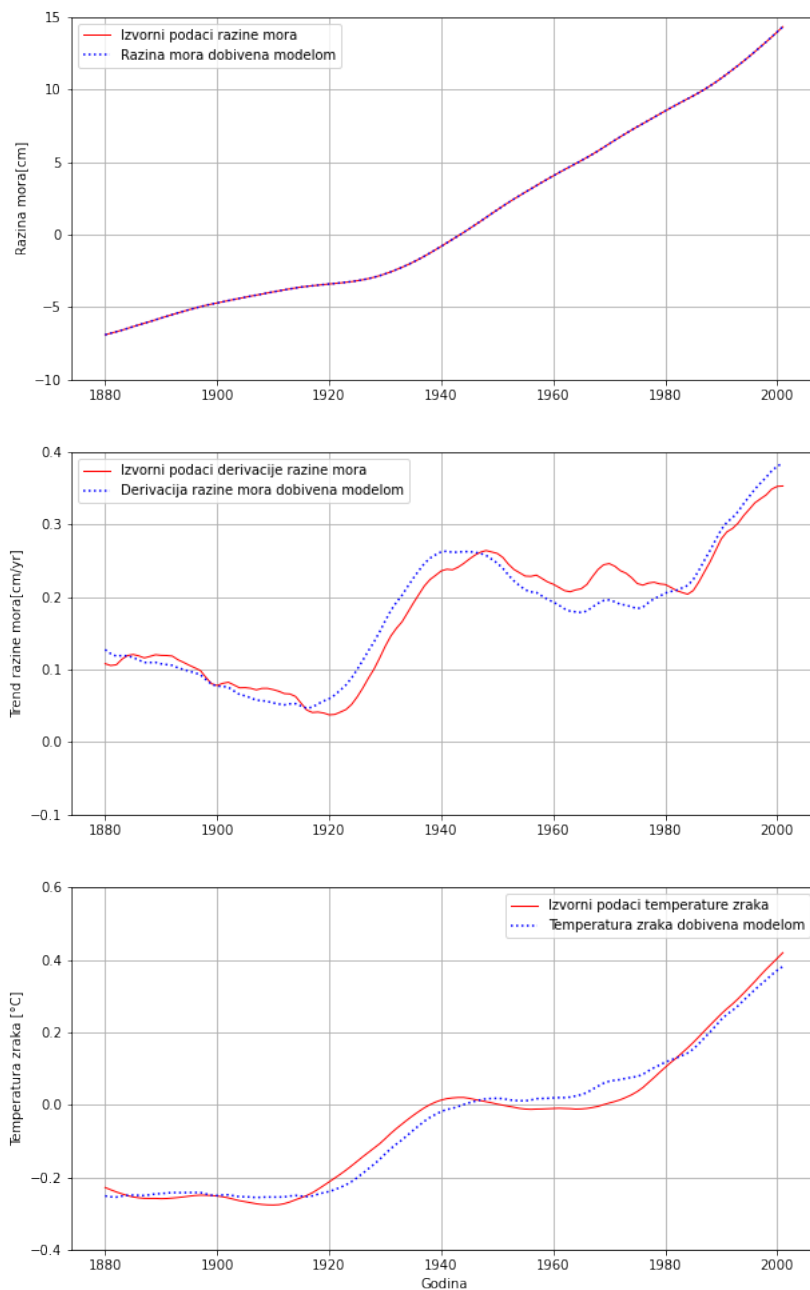 15
Izvorni podaci razine mora
Razina mora dobivena modelom
10
5
0
−5
−10
Razina mora[cm]
1880 1900 1920 1940 1960 1980 2000
0.4
Izvorni podaci derivacije razine mora
Derivacija razine mora dobivena modelom
0.3
0.2
0.1
0.0
−0.1
Trend razine mora[cm/yr]
1880 1900 1920 1940 1960 1980 2000
0.6
Izvorni podaci temperature zraka
Temperatura zraka dobivena modelom
0.4
0.2
0.0
−0.2
−0.4
Temperatura zraka [°C]
1880 1900 1920 1940 1960 1980 2000
Godina